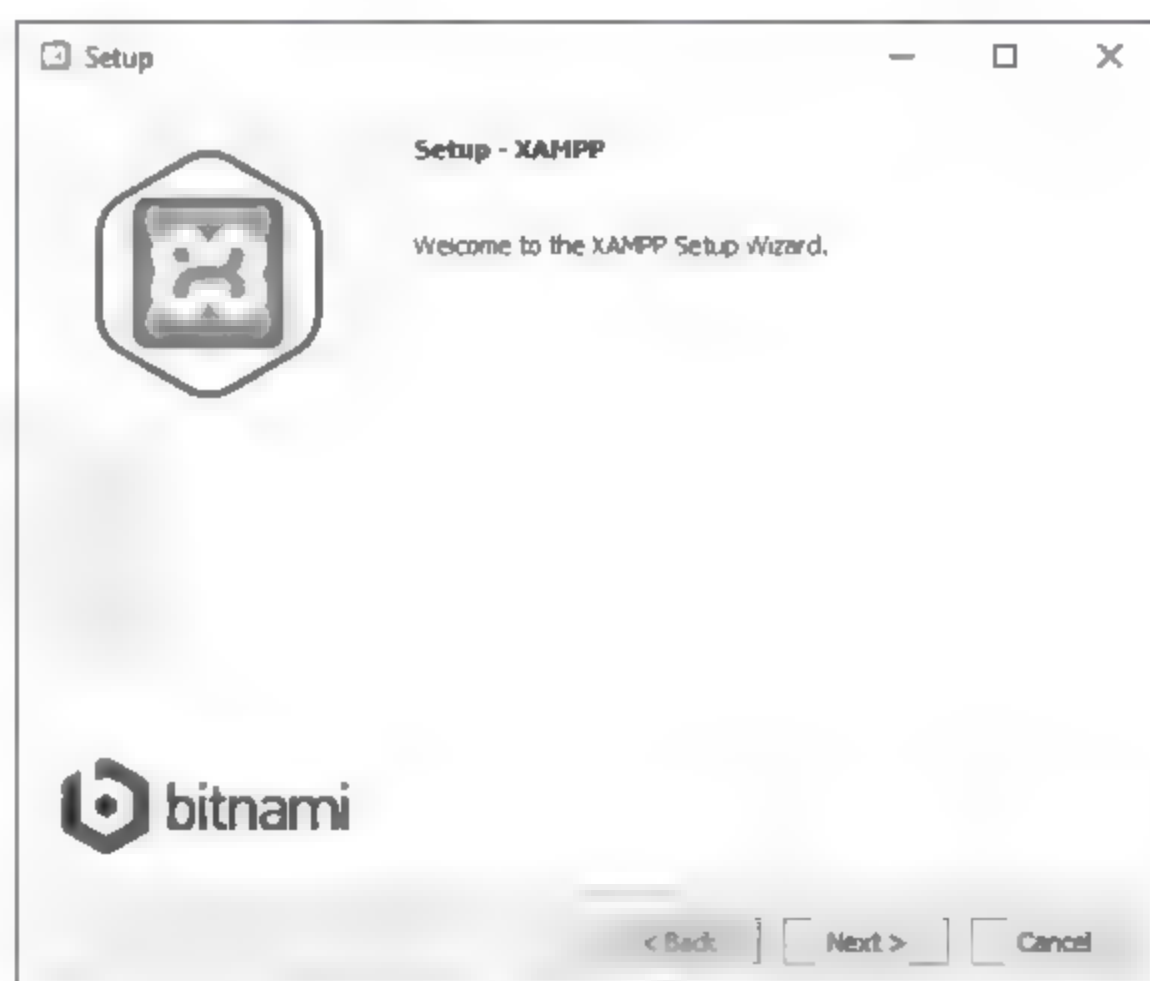 Setup
Setup - XAMPP
Welcome to the XAMPP Setup Wizard.
bitnami
< Back
Next >
Cancel